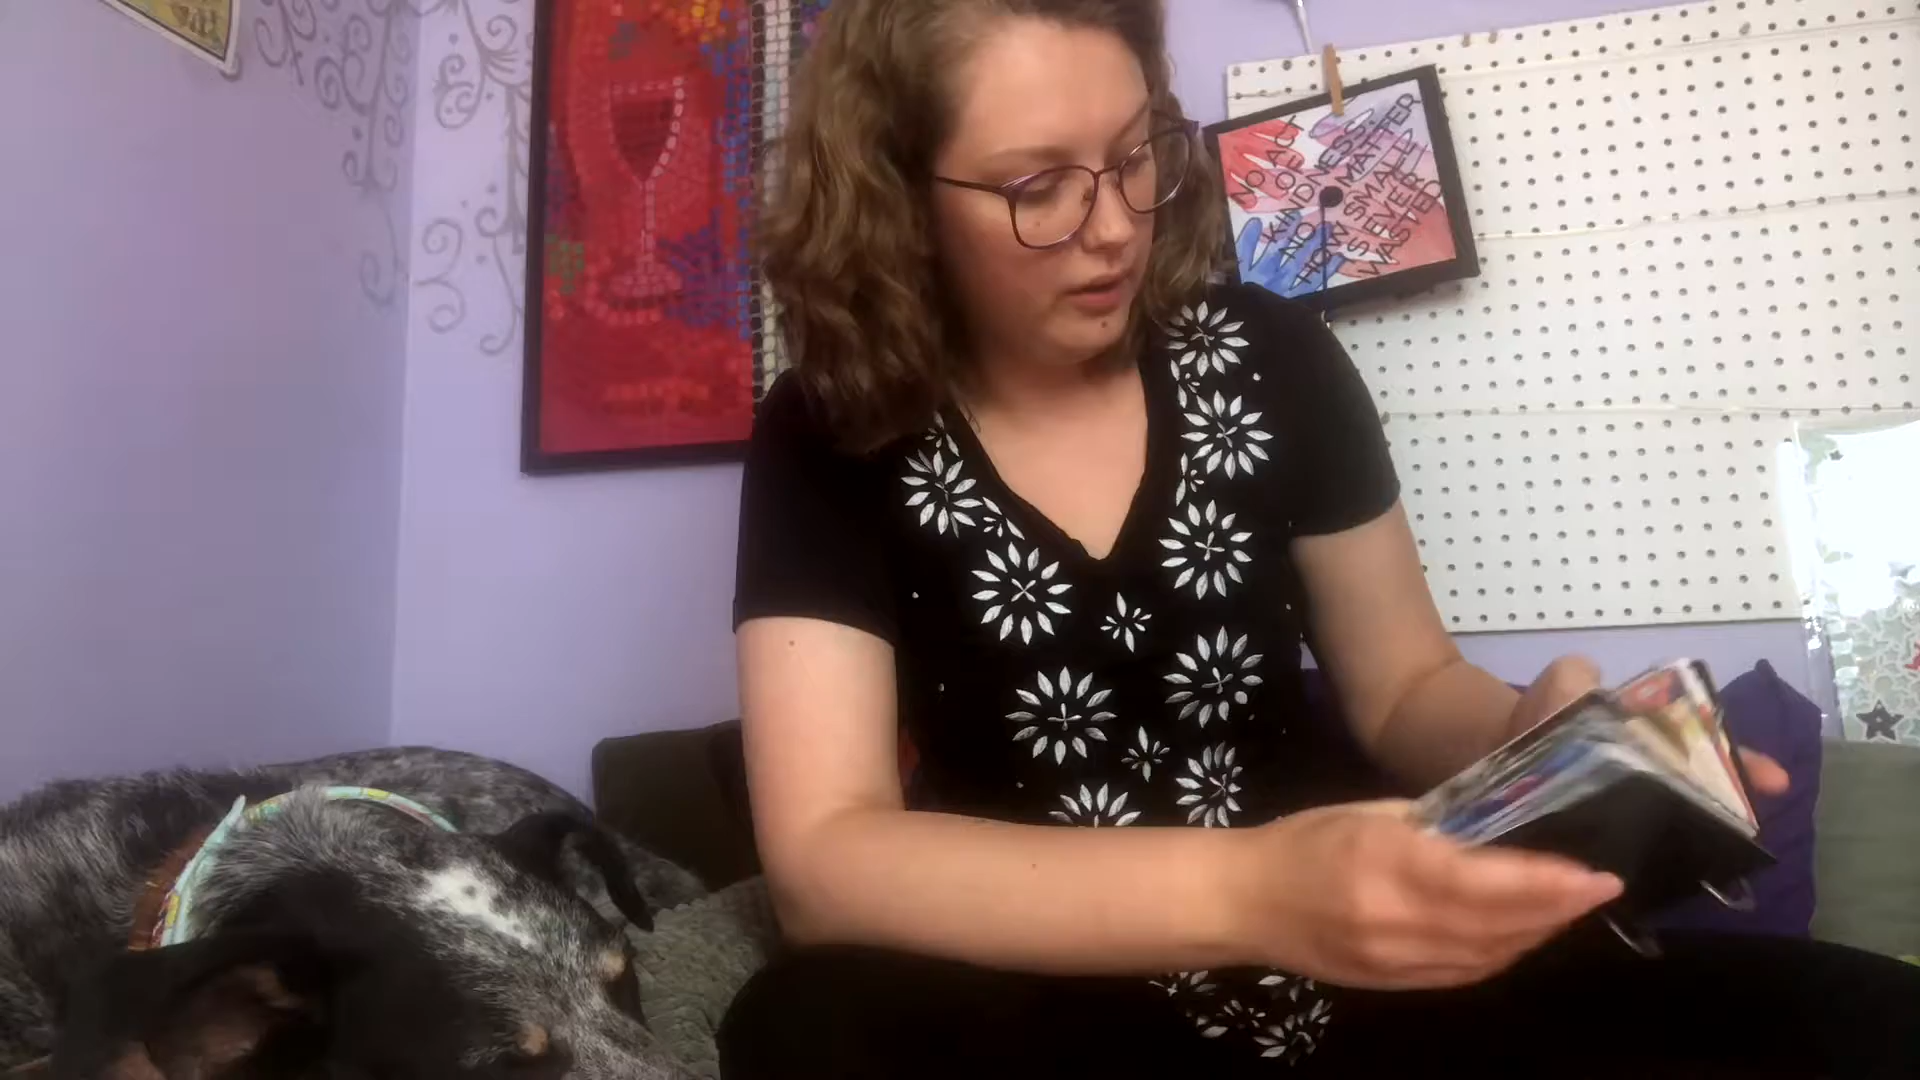 NO ACT
OF
KINDNESS,
NO MATTER
HOW SMALL
IS EVER
WASTED